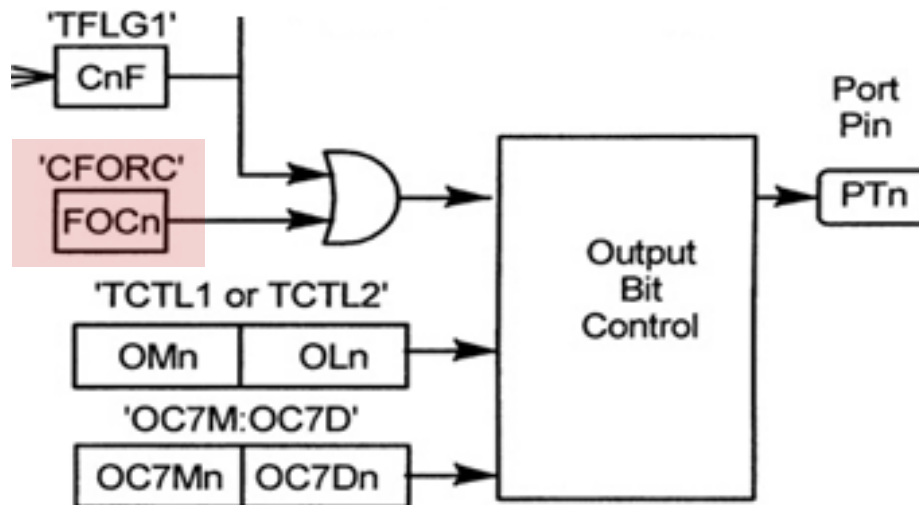 'TFLG1'
CnF
'CFORC'
FOCn
'TCTL1 or TCTL2'
OMn OLn
'OC7M:OC7D'
OC7Mn OC7Dn
Output
Bit
Control
Port
Pin
PTn